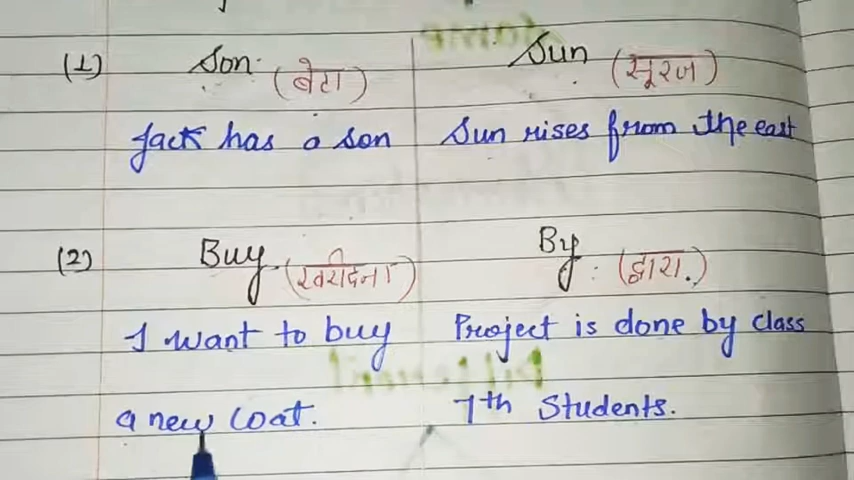 (1) Son. (बेटा) Sun (सूरज)
Jack has a son Sun rises from the east
(2) Buy (खरीदना) By (द्वारा.)
I want to buy Project is done by class
a new coat. 7th Students.